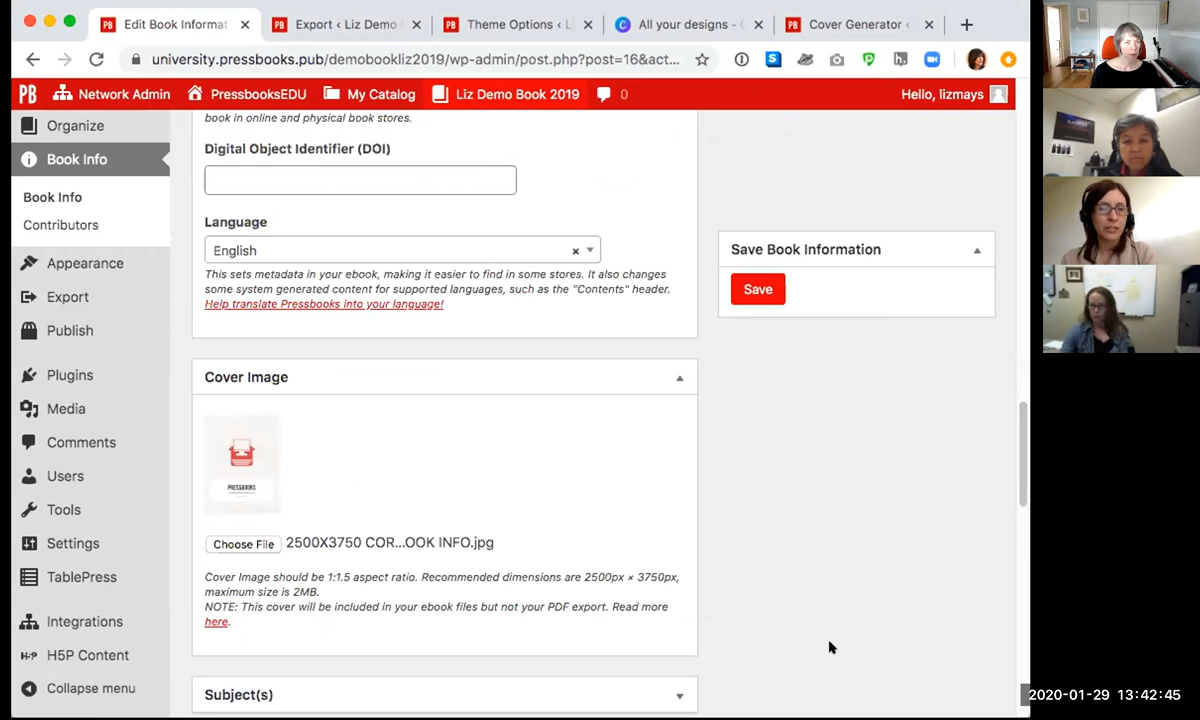 Edit Book Informat
Export ‹ Liz Demo
Theme Options ‹ L
All your designs - C
Cover Generator ‹
university.pressbooks.pub/demobookliz2019/wp-admin/post.php?post=16&act...
PB
Network Admin
PressbooksEDU
My Catalog
Liz Demo Book 2019
0
Hello, lizmays
Organize
Book Info
Book Info
Contributors
Appearance
Export
Publish
Plugins
Media
Comments
Users
Tools
Settings
TablePress
Integrations
H5P Content
Collapse menu
book in online and physical book stores.
Digital Object Identifier (DOI)
Language
English
This sets metadata in your ebook, making it easier to find in some stores. It also changes
some system generated content for supported languages, such as the "Contents" header.
Help translate Pressbooks into your language!
Cover Image
PRESSBOOKS
Choose File 2500X3750 COR...OOK INFO.jpg
Cover Image should be 1:1.5 aspect ratio. Recommended dimensions are 2500px × 3750px,
maximum size is 2MB.
NOTE: This cover will be included in your ebook files but not your PDF export. Read more
here.
Subject(s)
Save Book Information
Save
2020-01-29 13:42:45